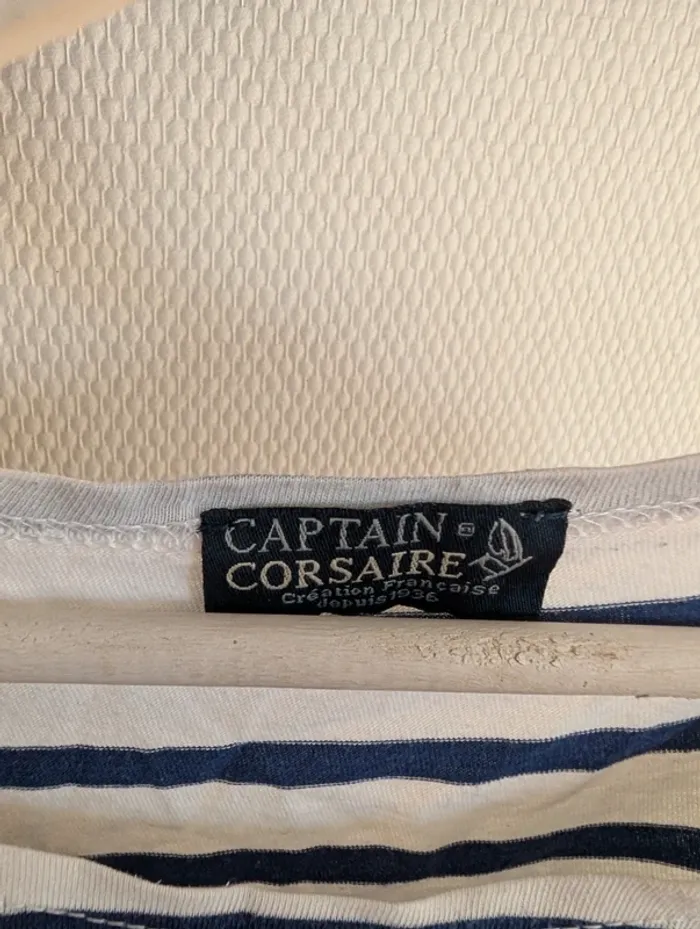 CAPTAIN
CORSAIRE
Création Française
depuis 1936